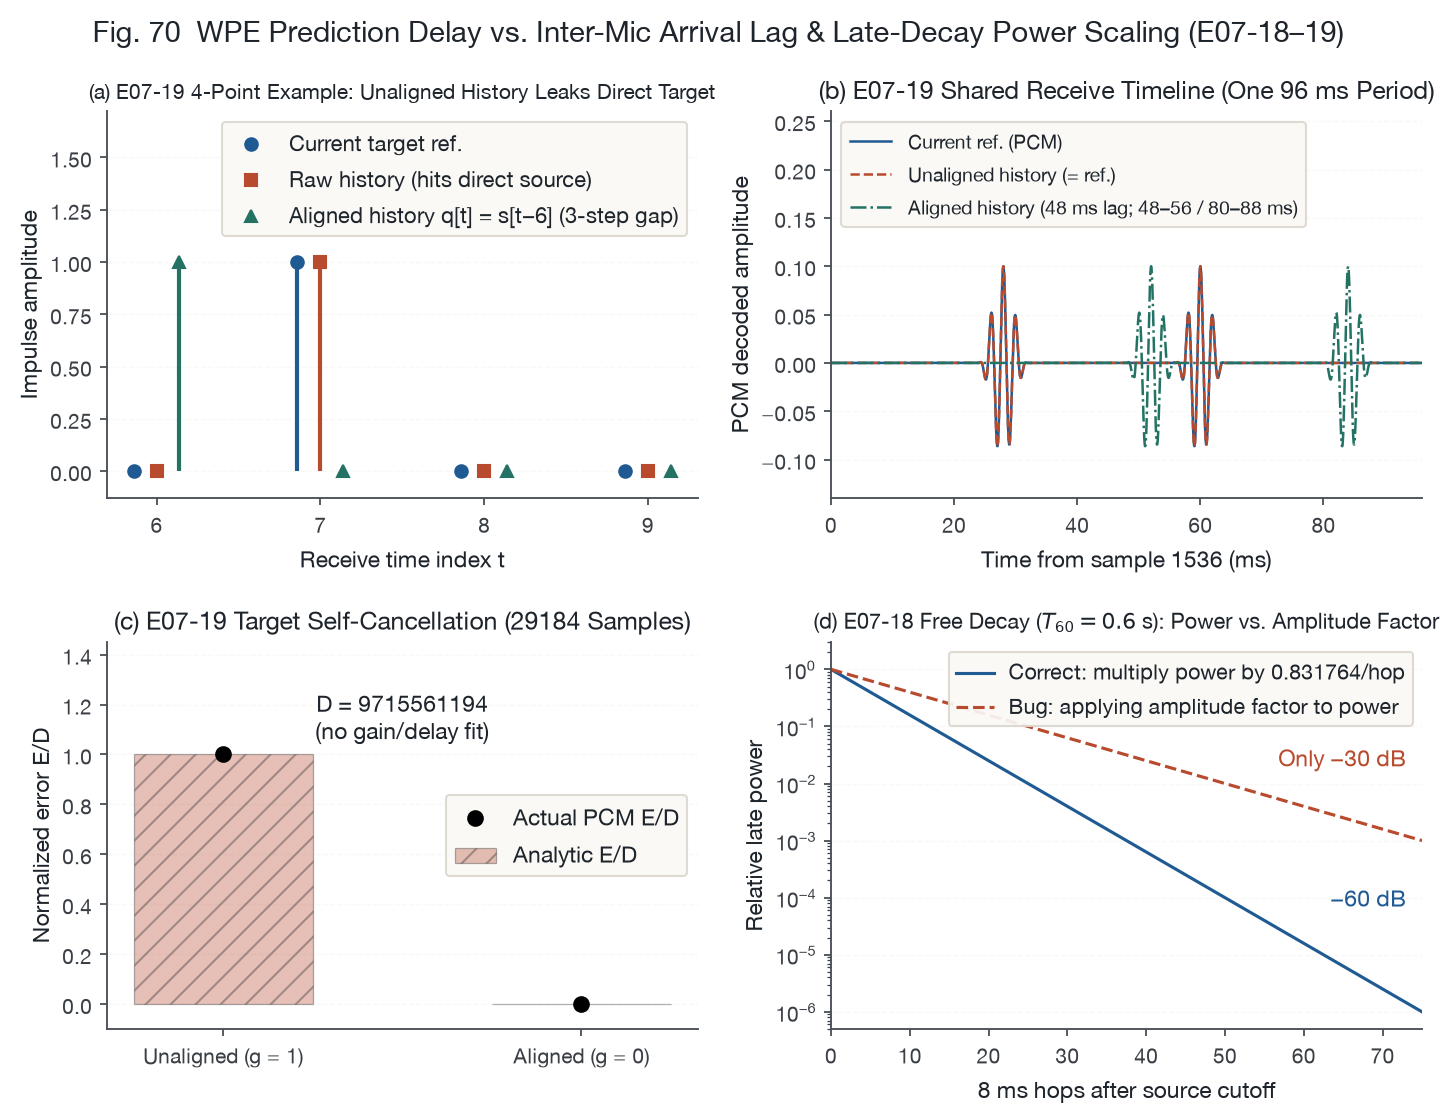 Fig. 70  WPE Prediction Delay vs. Inter-Mic Arrival Lag & Late-Decay Power Scaling (E07-18–19)
(a) E07-19 4-Point Example: Unaligned History Leaks Direct Target
Current target ref.
Raw history (hits direct source)
Aligned history q[t] = s[t−6] (3-step gap)
Impulse amplitude
1.50
1.25
1.00
0.75
0.50
0.25
0.00
6
7
8
9
Receive time index t
(b) E07-19 Shared Receive Timeline (One 96 ms Period)
Current ref. (PCM)
Unaligned history (= ref.)
Aligned history (48 ms lag; 48–56 / 80–88 ms)
PCM decoded amplitude
0.25
0.20
0.15
0.10
0.05
0.00
−0.05
−0.10
0
20
40
60
80
Time from sample 1536 (ms)
(c) E07-19 Target Self-Cancellation (29184 Samples)
D = 9715561194
(no gain/delay fit)
Actual PCM E/D
Analytic E/D
Normalized error E/D
1.4
1.2
1.0
0.8
0.6
0.4
0.2
0.0
Unaligned (g = 1)
Aligned (g = 0)
(d) E07-18 Free Decay (T₆₀ = 0.6 s): Power vs. Amplitude Factor
Correct: multiply power by 0.831764/hop
Bug: applying amplitude factor to power
Only −30 dB
−60 dB
Relative late power
10⁰
10⁻¹
10⁻²
10⁻³
10⁻⁴
10⁻⁵
10⁻⁶
0
10
20
30
40
50
60
70
8 ms hops after source cutoff